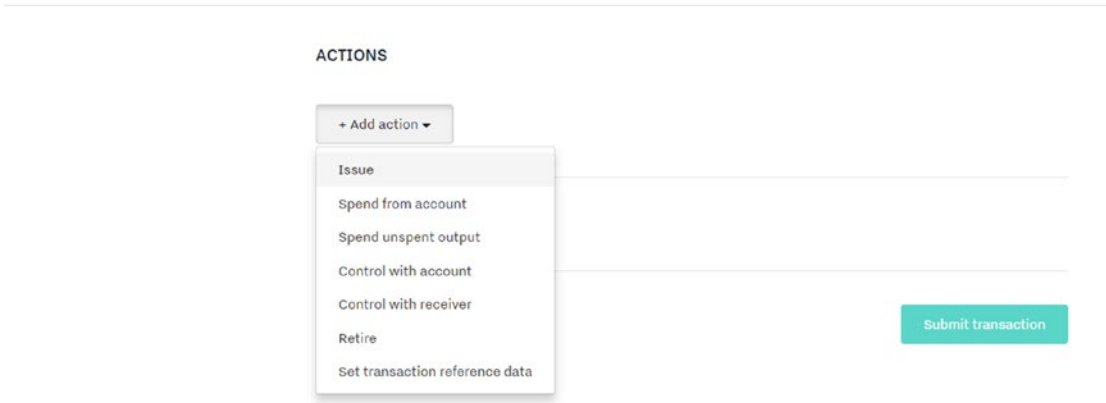 ACTIONS
+ Add action
Issue
Spend from account
Spend unspent output
Control with account
Control with receiver
Retire
Set transaction reference data
Submit transaction